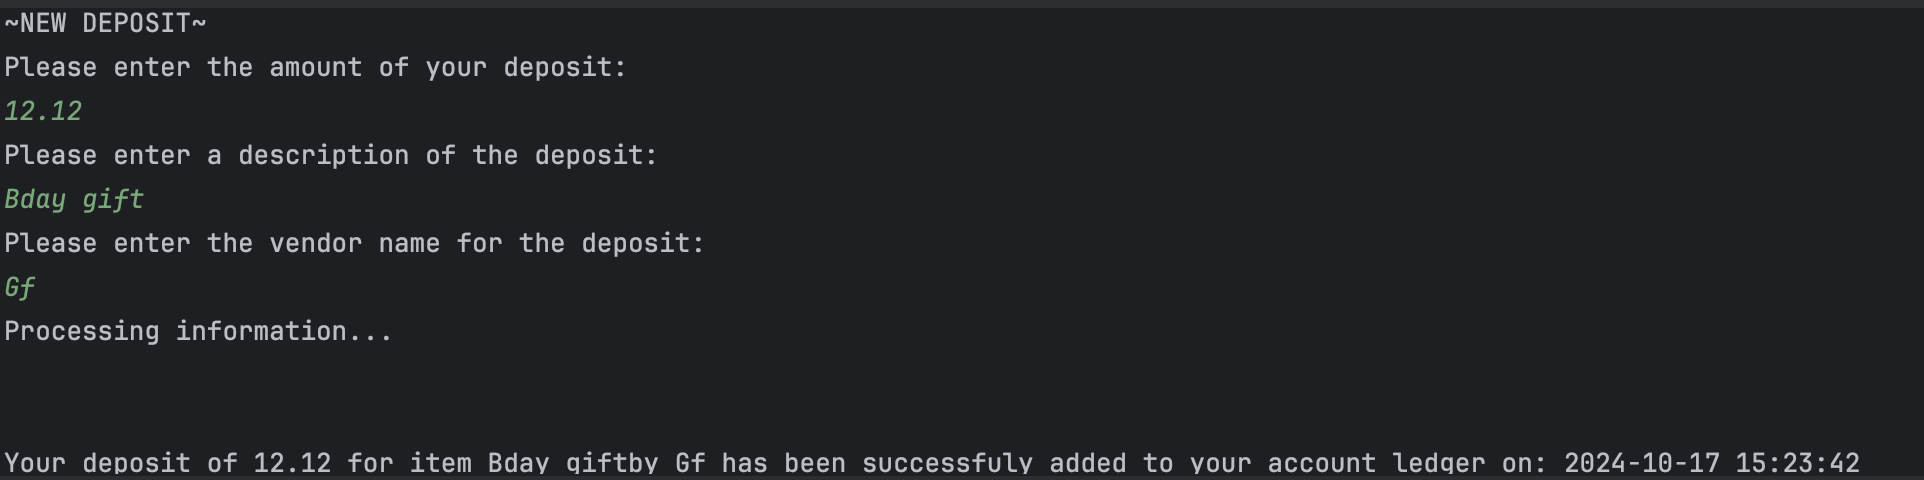 ~NEW DEPOSIT~
Please enter the amount of your deposit:
12.12
Please enter a description of the deposit:
Bday gift
Please enter the vendor name for the deposit:
Gf
Processing information...
Your deposit of 12.12 for item Bday giftby Gf has been successfuly added to your account ledger on: 2024-10-17 15:23:42